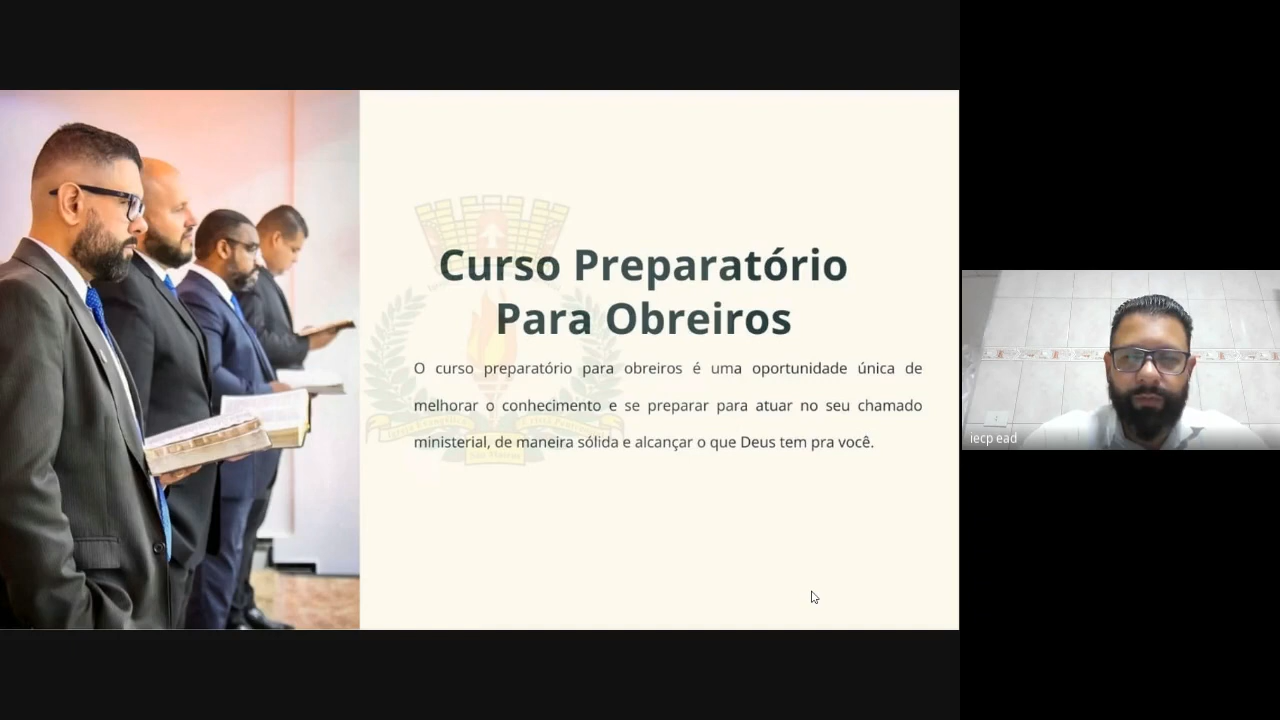 Curso Preparatório
Para Obreiros
O curso preparatório para obreiros é uma oportunidade única de
melhorar o conhecimento e se preparar para atuar no seu chamado
ministerial, de maneira sólida e alcançar o que Deus tem pra você.
iecp ead